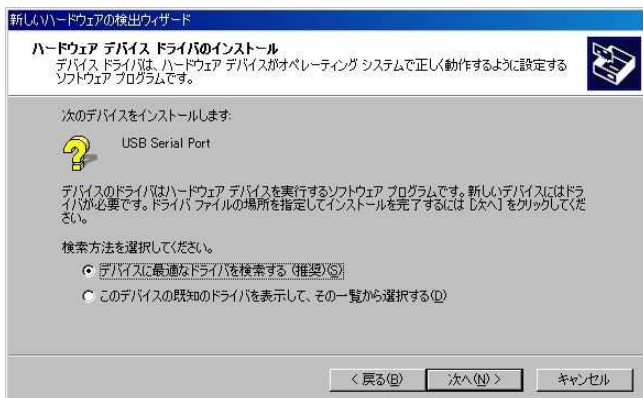 新しいハードウェアの検出ウィザード
ハードウェア デバイス ドライバのインストール
デバイス ドライバは、ハードウェア デバイスがオペレーティング システムで正しく動作するように設定する
ソフトウェア プログラムです。
次のデバイスをインストールします:
USB Serial Port
デバイスのドライバはハードウェア デバイスを実行するソフトウェア プログラムです。新しいデバイスにはドラ
イバが必要です。ドライバ ファイルの場所を指定してインストールを完了するには [次へ] をクリックしてくだ
さい。
検索方法を選択してください。
デバイスに最適なドライバを検索する (推奨)(S)
このデバイスの既知のドライバを表示して、その一覧から選択する(D)
< 戻る(B) 次へ(N) > キャンセル